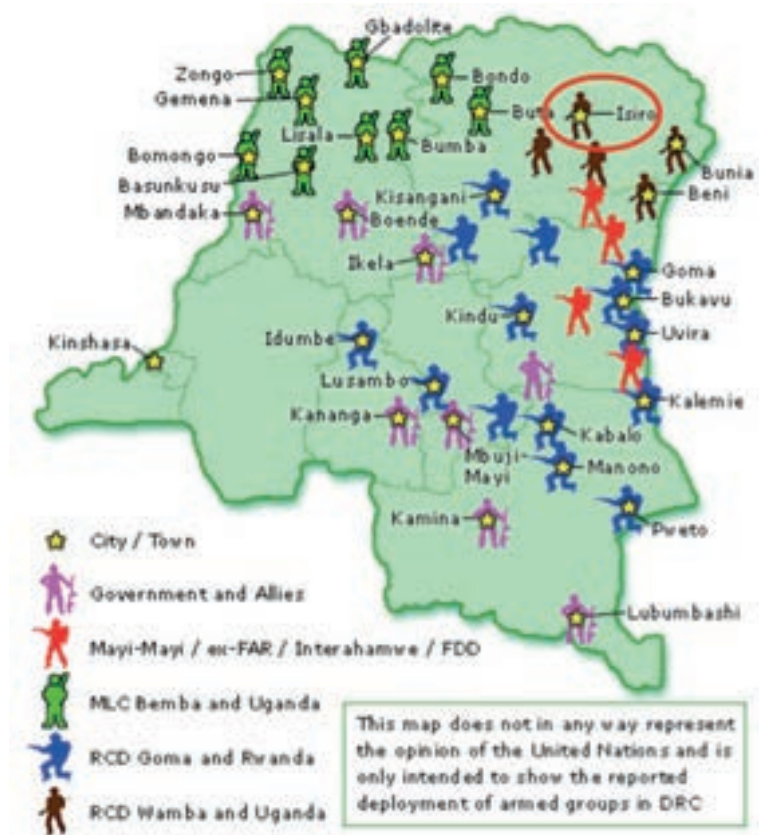 Gbadolite
Zongo
Bondo
Gemena
Buta
Isiro
Lisala
Bumba
Bomongo
Bunia
Basunkusu
Beni
Kisangani
Mbandaka
Boende
Ikela
Goma
Bukavu
Kindu
Uvira
Kinshasa
Idumbe
Lusambo
Kalemie
Kananga
Kabalo
Mbuji
Mayi
Manono
Kamina
Pweto
City / Town
Government and Allies
Lubumbashi
Mayi-Mayi / ex-FAR / Interahamwe / FDD
MLC Bemba and Uganda
RCD Goma and Rwanda
RCD Wamba and Uganda
This map does not in any way represent
the opinion of the United Nations and is
only intended to show the reported
deployment of armed groups in DRC